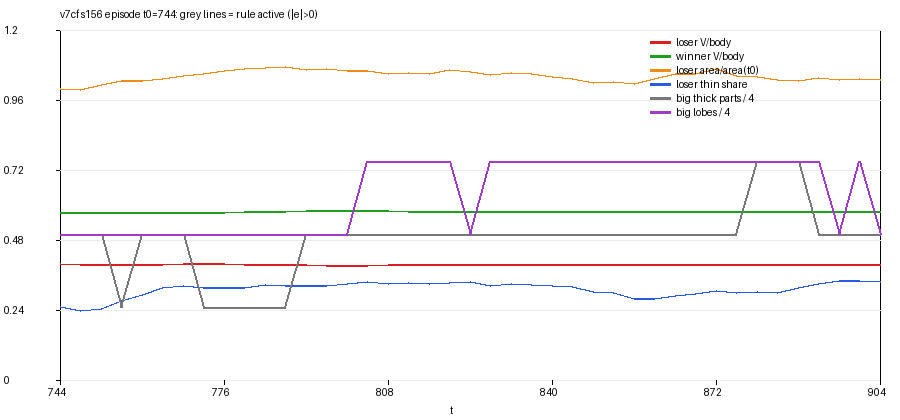 v7cfs156 episode t0=744: grey lines = rule active (|e|>0)
1.2
loser V/body
winner V/body
loser area/area(t0)
loser thin share
big thick parts / 4
big lobes / 4
0.96
0.72
0.48
0.24
0
744 776 808 840 872 904
t